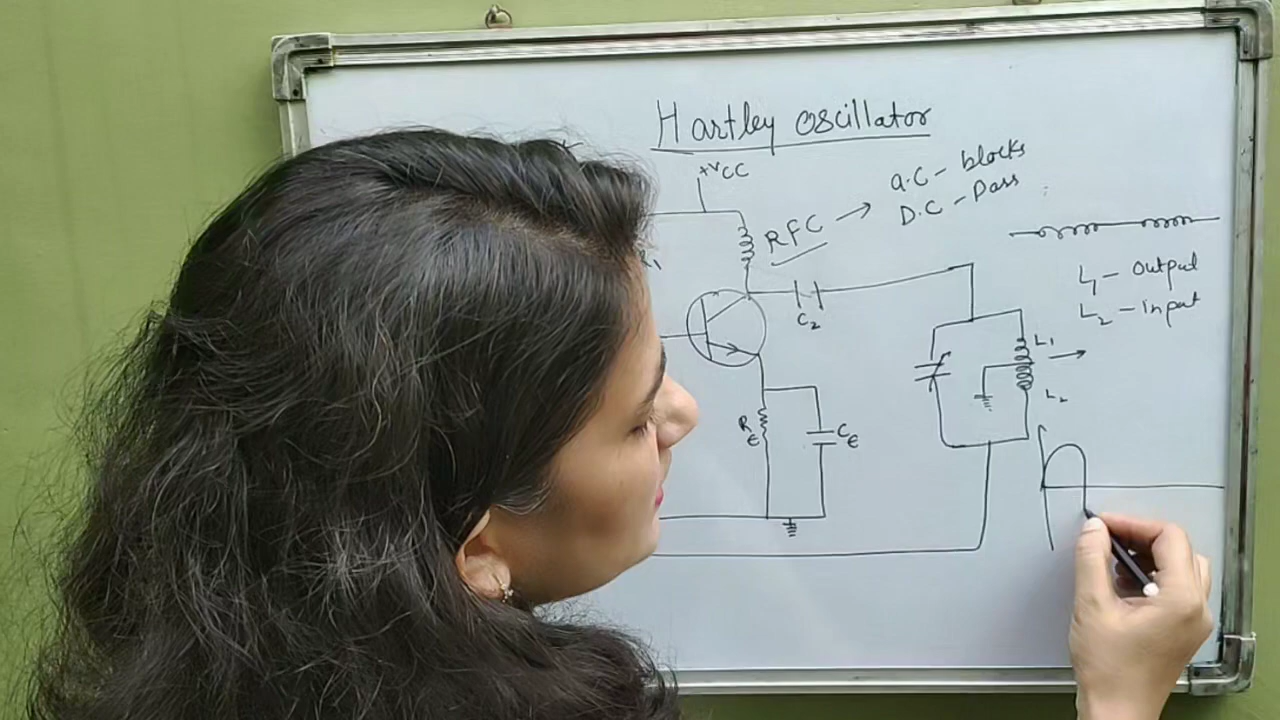 Hartley oscillator
+VCC
RFC → a.C - blocks
D.C - Pass
C2
L1 - Output
L2 - input
L1
L2
RE
CE